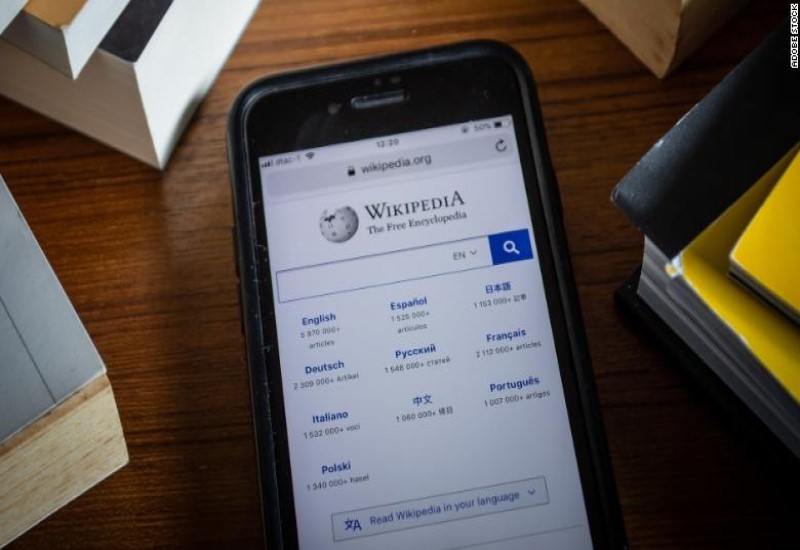 ADOBE STOCK
12:20
50%
wikipedia.org
WIKIPEDIA
The Free Encyclopedia
EN
English
5 870 000+
articles
Español
1 525 000+
artículos
日本語
1 153 000+ 記事
Deutsch
2 309 000+ Artikel
Русский
1 548 000+ статей
Français
2 113 000+ articles
Italiano
1 532 000+ voci
中文
1 060 000+ 條目
Português
1 007 000+ artigos
Polski
1 340 000+ haseł
Read Wikipedia in your language